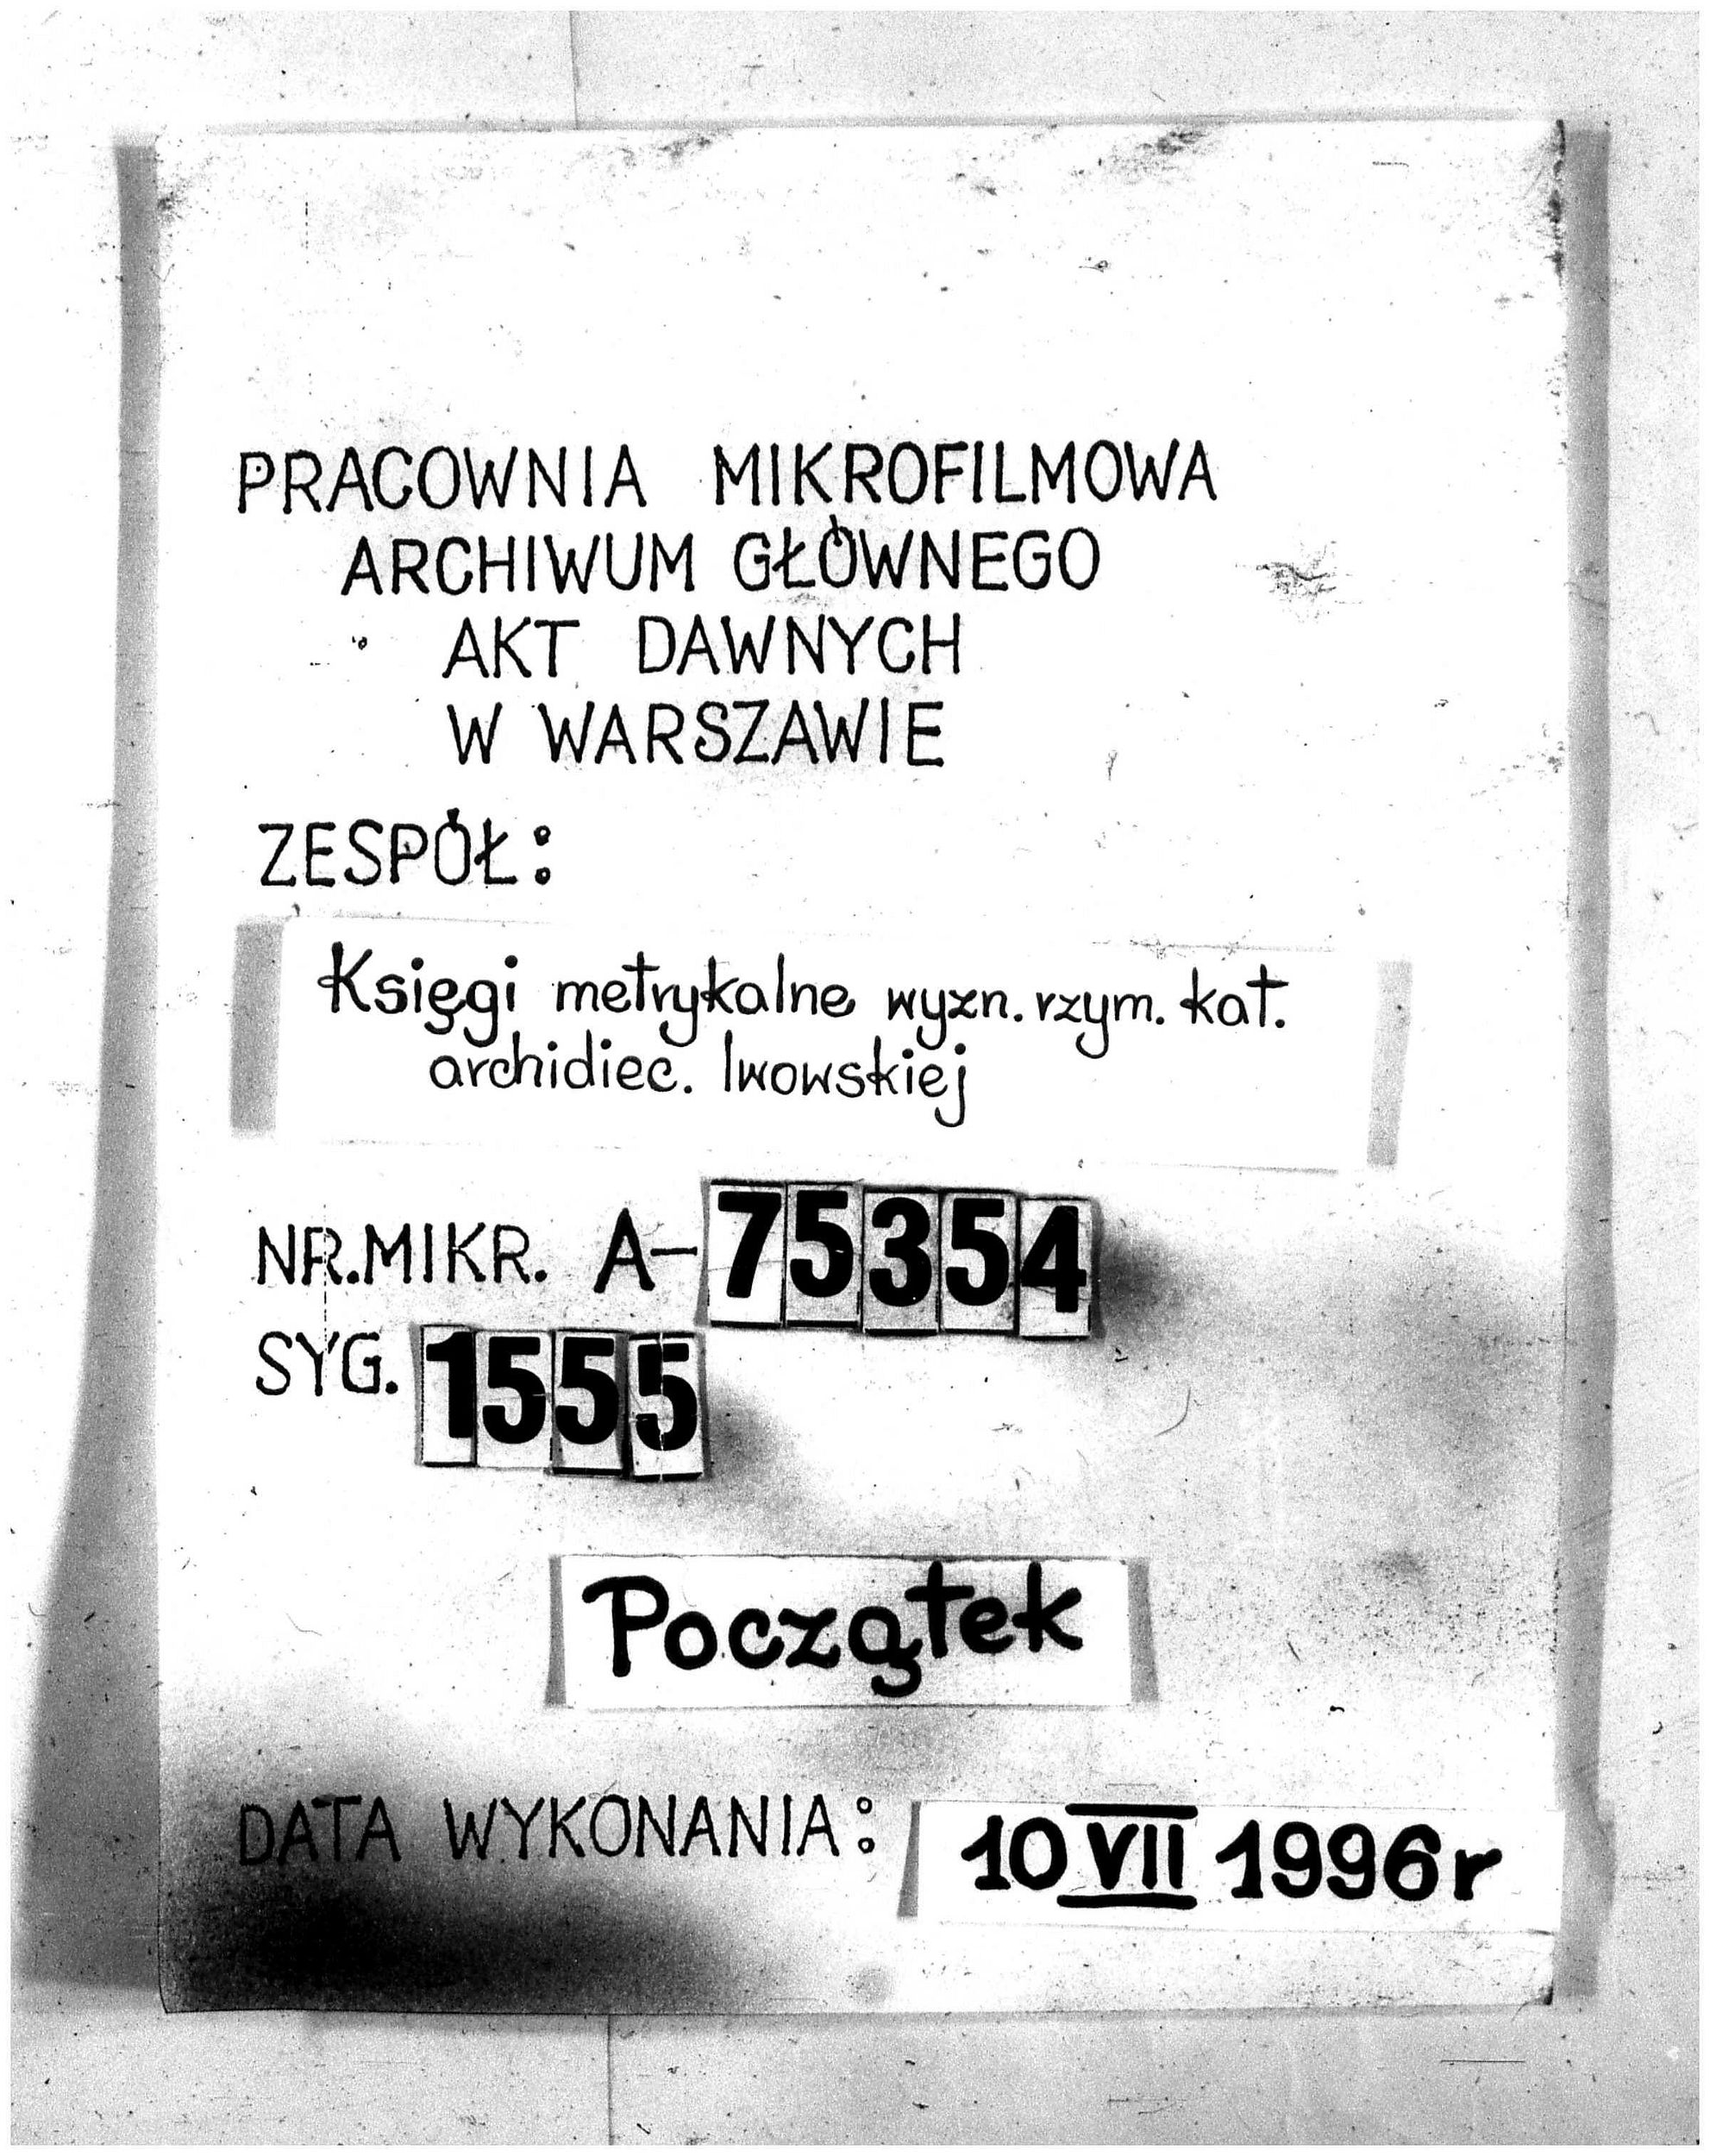 PRACOWNIA MIKROFILMOWA
ARCHIWUM GŁÓWNEGO
AKT DAWNYCH
W WARSZAWIE
ZESPÓŁ:
Księgi metrykalne wyzn. rzym. kat.
archidiec. lwowskiej
NR.MIKR. A-75354
SYG. 1555
Początek
DATA WYKONANIA: 10 VII 1996r